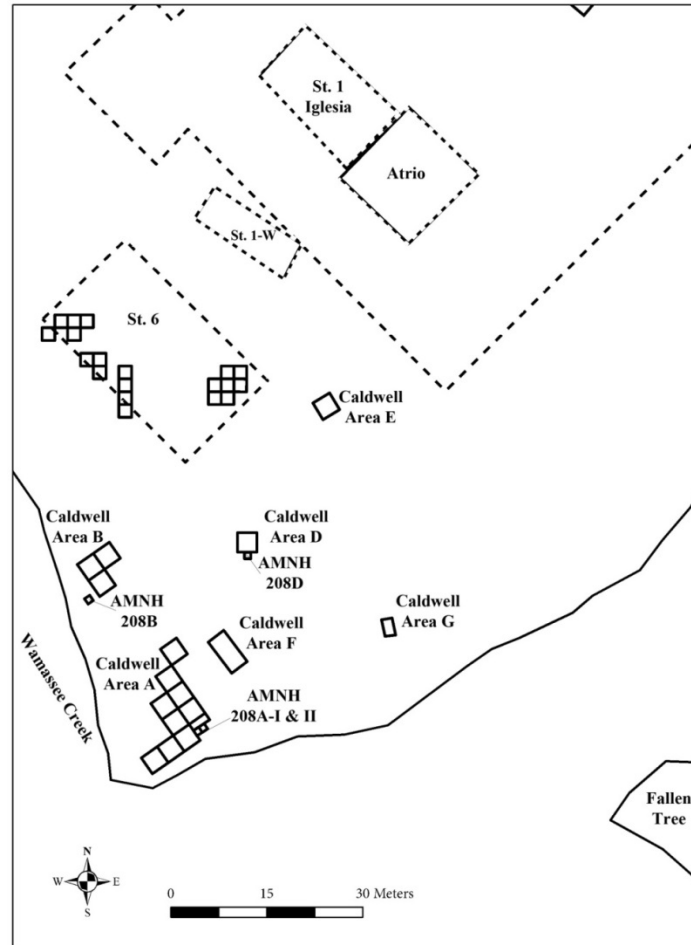 St. 1
Iglesia
Atrio
St. 1-W
St. 6
Caldwell
Area E
Caldwell
Area B
Caldwell
Area D
AMNH
208D
AMNH
208B
Caldwell
Area G
Caldwell
Area F
Caldwell
Area A
AMNH
208A-I & II
Wamassee Creek
Fallen
Tree
N
W
E
S
0
15
30 Meters